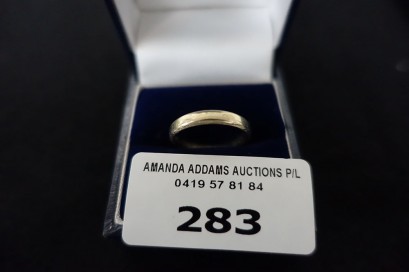 AMANDA ADDAMS AUCTIONS P/L
0419 57 81 84
283